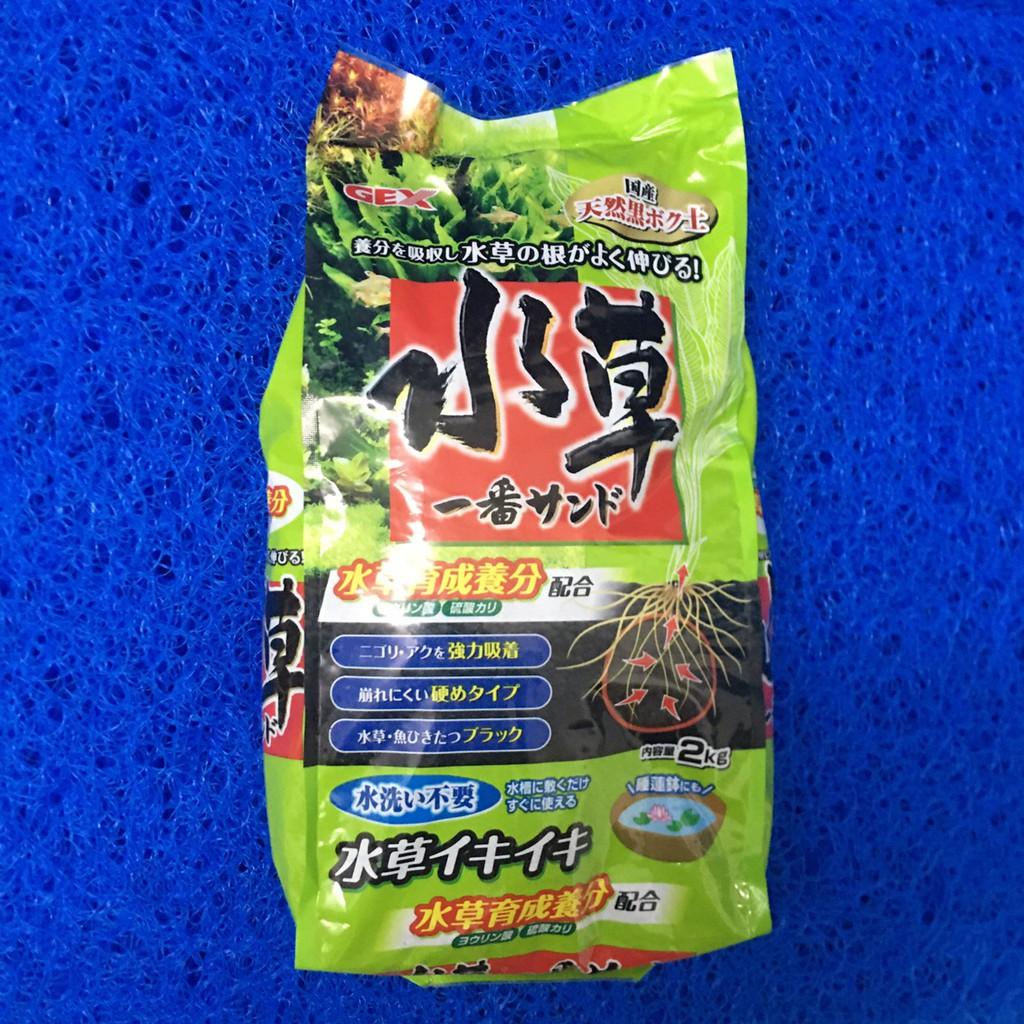 GEX
国産
天然黒ボク土
養分を吸収し水草の根がよく伸びる!
水草
一番サンド
分
伸びる!
草
水草育成養分配合
ヨウリン酸 硫酸カリ
ニゴリ・アクを強力吸着
崩れにくい硬めタイプ
水草・魚ひきたつブラック
内容量2kg
水洗い不要
水槽に敷くだけ
すぐに使える
睡蓮鉢にも
水草イキイキ
水草育成養分配合
ヨウリン酸 硫酸カリ